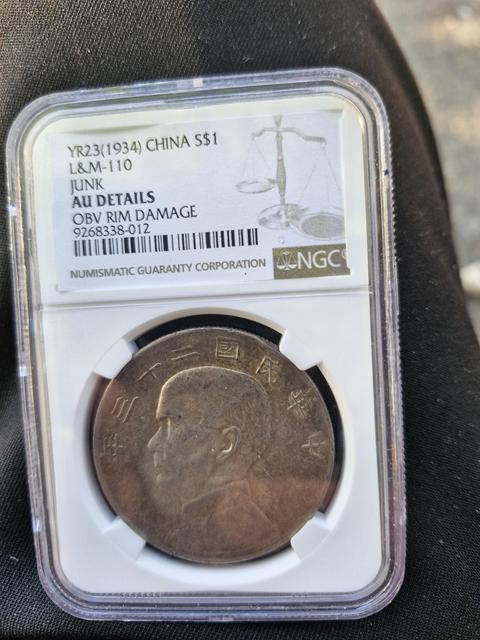 YR23(1934) CHINA S$1
L&M-110
JUNK
AU DETAILS
OBV RIM DAMAGE
9268338-012
NUMISMATIC GUARANTY CORPORATION
NGC
年三十二國民華中